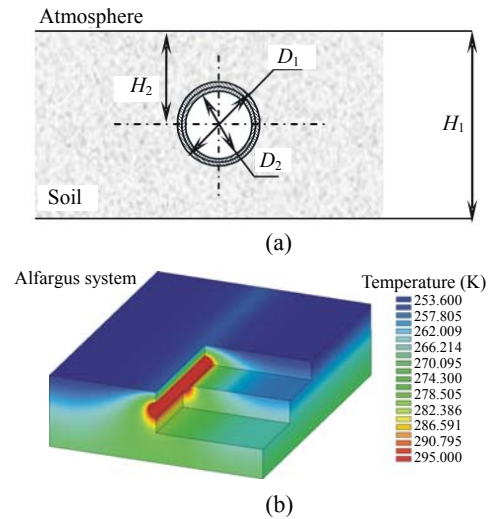 Atmosphere
D₁
H₂
H₁
D₂
Soil
(a)
Alfargus system
Temperature (K)
253.600
257.805
262.009
266.214
270.095
274.300
278.505
282.386
286.591
290.795
295.000
(b)